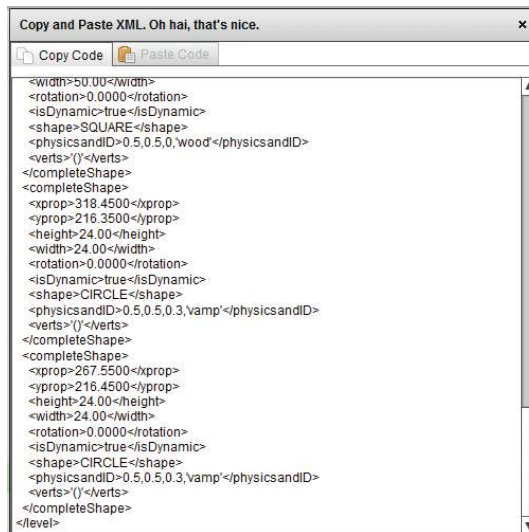 Copy and Paste XML. Oh hai, that's nice. ×
Copy Code Paste Code
<width>50.00</width>
<rotation>0.0000</rotation>
<isDynamic>true</isDynamic>
<shape>SQUARE</shape>
<physicsandID>0.5,0.5,0,'wood'</physicsandID>
<verts>'()'</verts>
</completeShape>
<completeShape>
<xprop>318.4500</xprop>
<yprop>216.3500</yprop>
<height>24.00</height>
<width>24.00</width>
<rotation>0.0000</rotation>
<isDynamic>true</isDynamic>
<shape>CIRCLE</shape>
<physicsandID>0.5,0.5,0.3,'vamp'</physicsandID>
<verts>'()'</verts>
</completeShape>
<completeShape>
<xprop>267.5500</xprop>
<yprop>216.4500</yprop>
<height>24.00</height>
<width>24.00</width>
<rotation>0.0000</rotation>
<isDynamic>true</isDynamic>
<shape>CIRCLE</shape>
<physicsandID>0.5,0.5,0.3,'vamp'</physicsandID>
<verts>'()'</verts>
</completeShape>
</level>